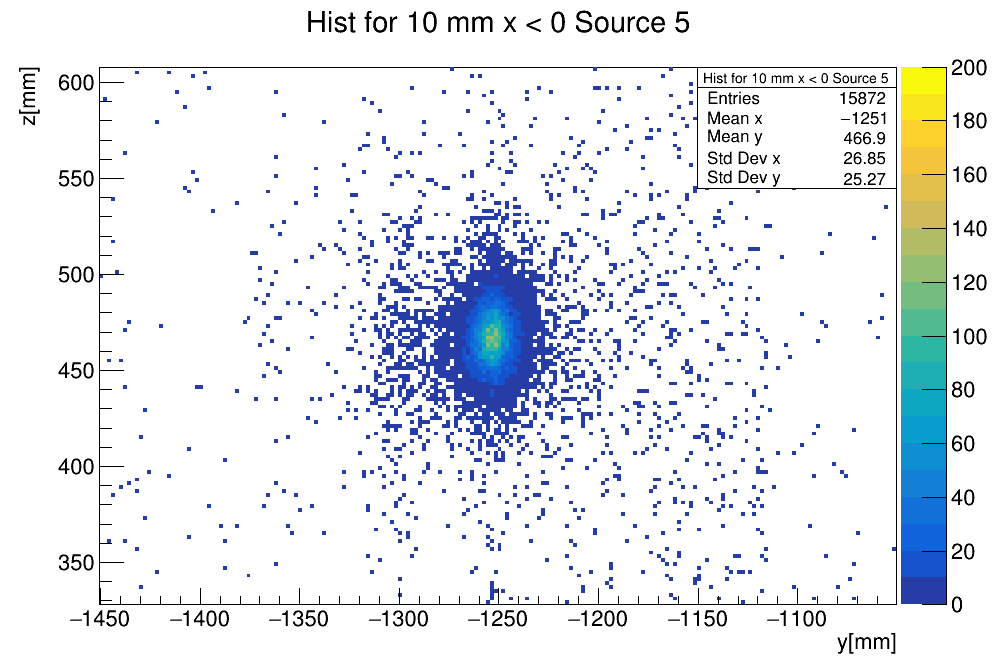 Hist for 10 mm x < 0 Source 5
z[mm]
600
550
500
450
400
350
Hist for 10 mm x < 0 Source 5
Entries 15872
Mean x −1251
Mean y 466.9
Std Dev x 26.85
Std Dev y 25.27
200
180
160
140
120
100
80
60
40
20
0
−1450 −1400 −1350 −1300 −1250 −1200 −1150 −1100
y[mm]